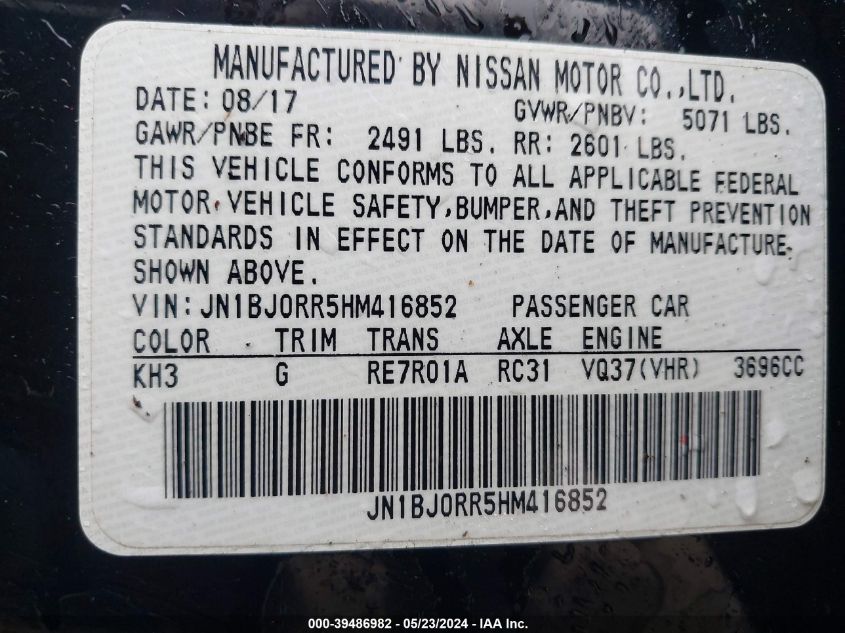 MANUFACTURED BY NISSAN MOTOR CO.,LTD.
DATE: 08/17 GVWR/PNBV: 5071 LBS.
GAWR/PNBE FR: 2491 LBS. RR: 2601 LBS.
THIS VEHICLE CONFORMS TO ALL APPLICABLE FEDERAL
MOTOR VEHICLE SAFETY,BUMPER,AND THEFT PREVENTION
STANDARDS IN EFFECT ON THE DATE OF MANUFACTURE
SHOWN ABOVE.
VIN: JN1BJ0RR5HM416852 PASSENGER CAR
COLOR TRIM TRANS AXLE ENGINE
KH3 G RE7R01A RC31 VQ37(VHR) 3696CC
JN1BJ0RR5HM416852
000-39486982 - 05/23/2024 - IAA Inc.